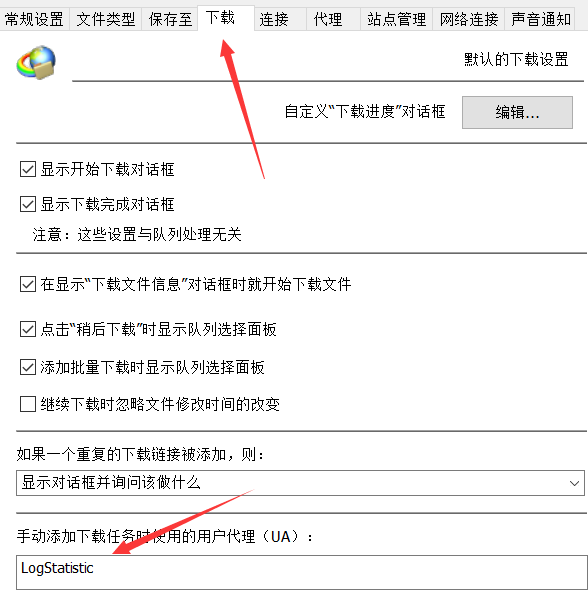 常规设置 文件类型 保存至 下载 连接 代理 站点管理 网络连接 声音通知
默认的下载设置
自定义“下载进度”对话框 编辑...
显示开始下载对话框
显示下载完成对话框
注意：这些设置与队列处理无关
在显示“下载文件信息”对话框时就开始下载文件
点击“稍后下载”时显示队列选择面板
添加批量下载时显示队列选择面板
继续下载时忽略文件修改时间的改变
如果一个重复的下载链接被添加，则：
显示对话框并询问该做什么
手动添加下载任务时使用的用户代理（UA）：
LogStatistic